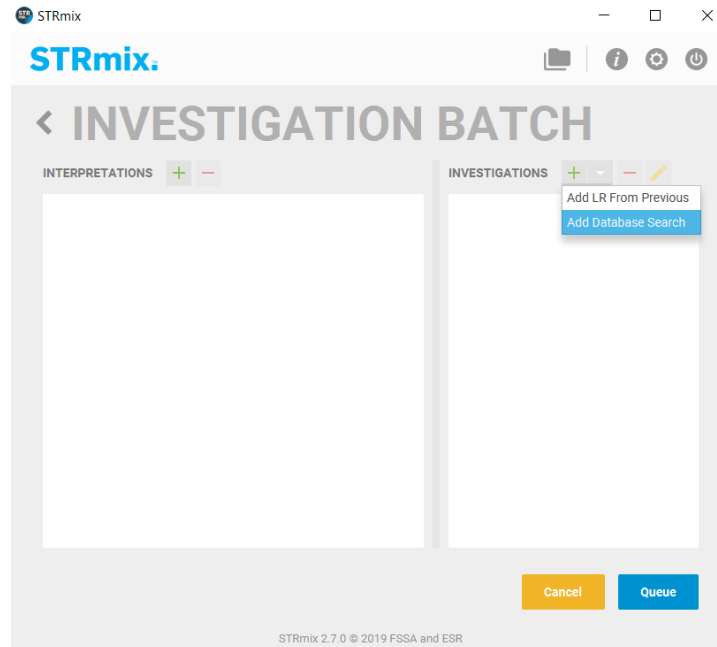 STRmix
STRmix
INVESTIGATION BATCH
INTERPRETATIONS
INVESTIGATIONS
Add LR From Previous
Add Database Search
Cancel
Queue
STRmix 2.7.0 © 2019 FSSA and ESR